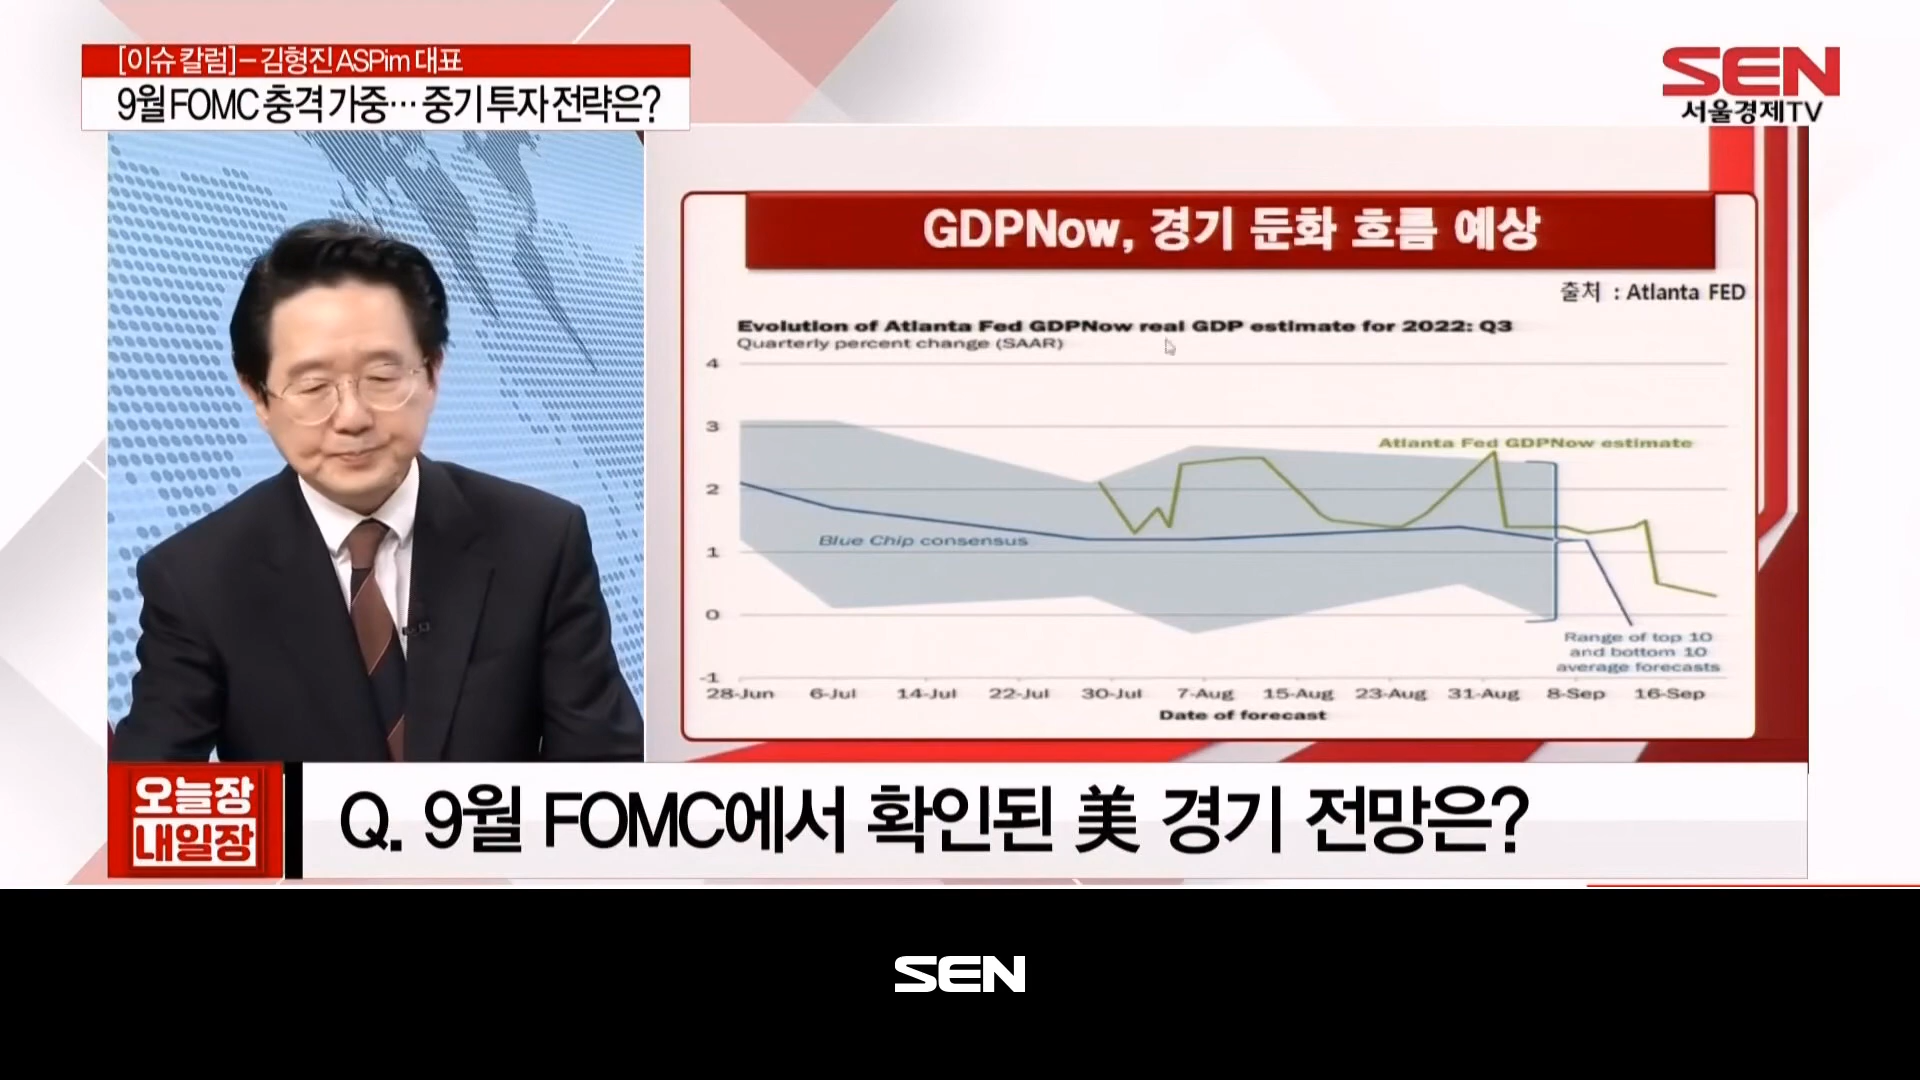 [이슈 칼럼] - 김형진 ASPim 대표
9월 FOMC 충격 가중… 중기 투자 전략은?
SEN
서울경제TV
GDPNow, 경기 둔화 흐름 예상
출처 : Atlanta FED
Evolution of Atlanta Fed GDPNow real GDP estimate for 2022: Q3
Quarterly percent change (SAAR)
4
3
2
1
0
-1
Atlanta Fed GDPNow estimate
Blue Chip consensus
Range of top 10
and bottom 10
average forecasts
28-Jun 6-Jul 14-Jul 22-Jul 30-Jul 7-Aug 15-Aug 23-Aug 31-Aug 8-Sep 16-Sep
Date of forecast
오늘장
내일장
Q. 9월 FOMC에서 확인된 美 경기 전망은?
SEN